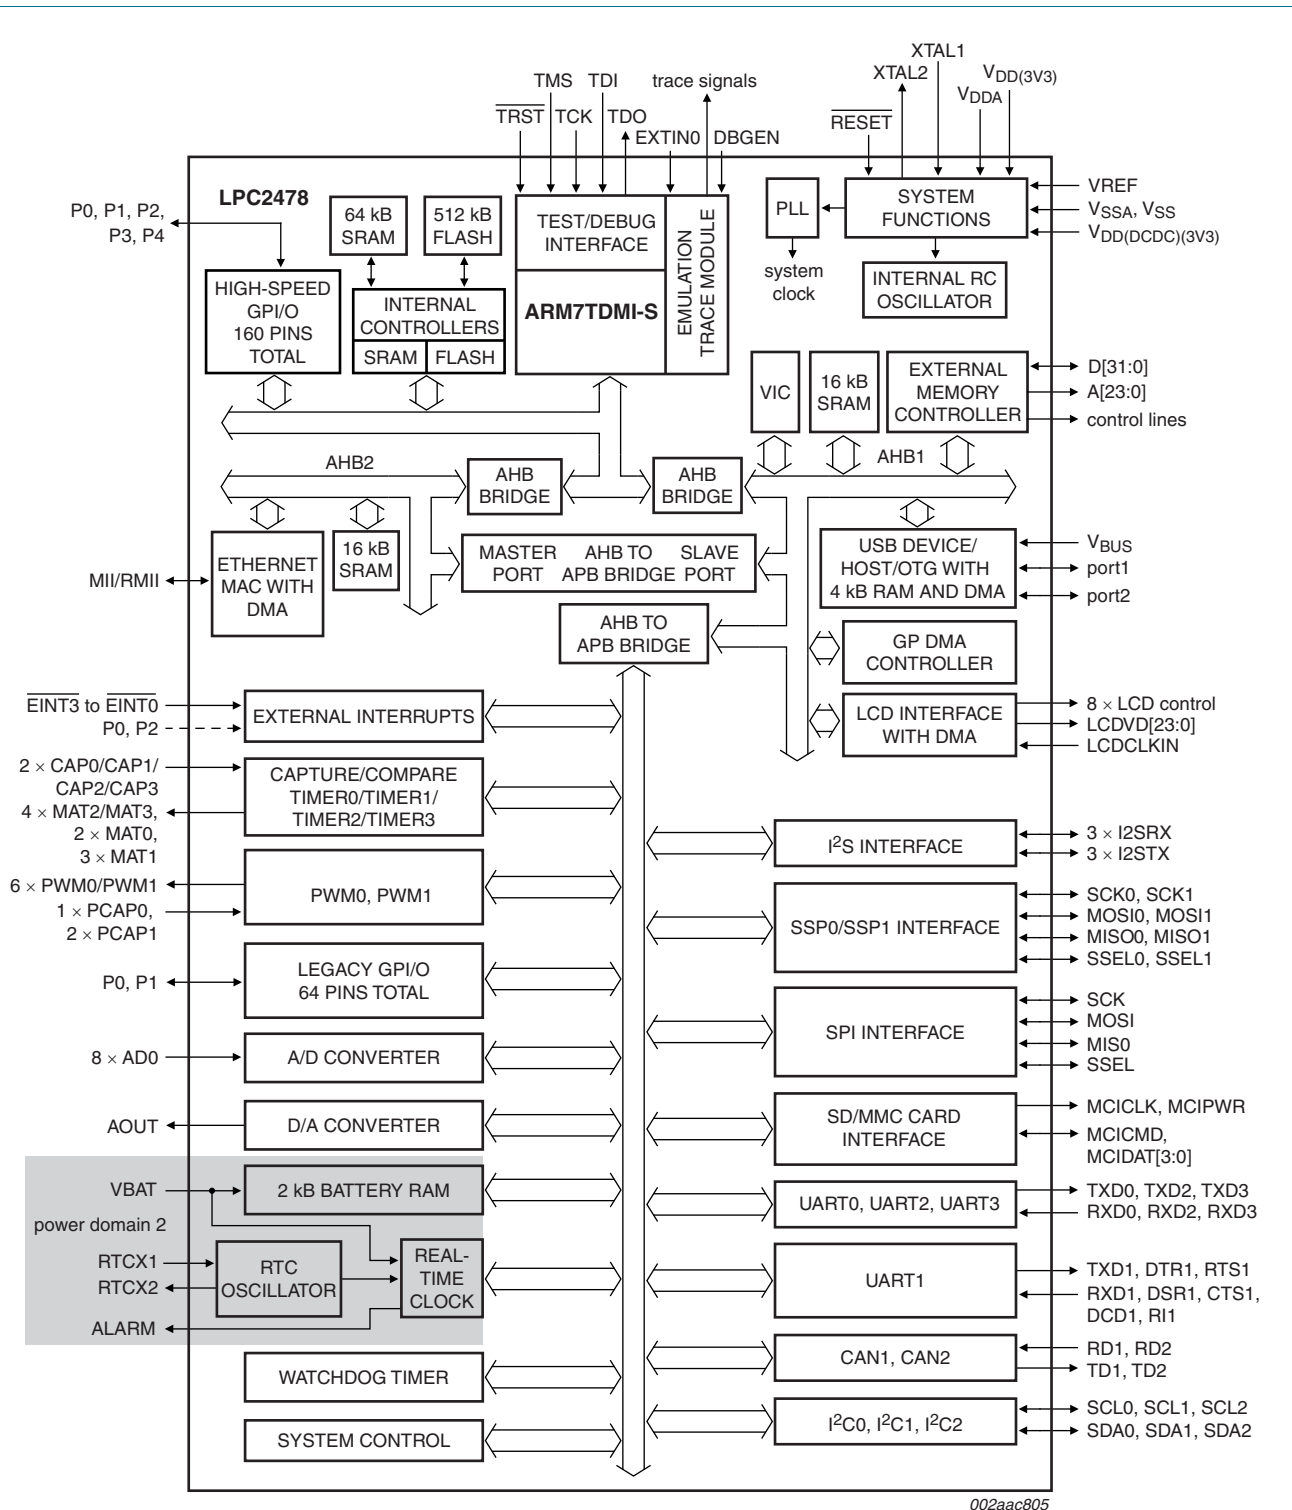 XTAL1
XTAL2
VDD(3V3)
VDDA
TMS TDI trace signals
TRST TCK TDO
EXTIN0 DBGEN
RESET
LPC2478
P0, P1, P2,
P3, P4
64 kB
SRAM
512 kB
FLASH
TEST/DEBUG
INTERFACE
EMULATION
TRACE MODULE
PLL
SYSTEM
FUNCTIONS
VREF
VSSA, VSS
VDD(DCDC)(3V3)
system
clock
INTERNAL RC
OSCILLATOR
HIGH-SPEED
GPI/O
160 PINS
TOTAL
INTERNAL
CONTROLLERS
SRAM FLASH
ARM7TDMI-S
VIC
16 kB
SRAM
EXTERNAL
MEMORY
CONTROLLER
D[31:0]
A[23:0]
control lines
AHB2
AHB
BRIDGE
AHB
BRIDGE
AHB1
ETHERNET
MAC WITH
DMA
MII/RMII
16 kB
SRAM
MASTER
PORT
AHB TO
APB BRIDGE
SLAVE
PORT
USB DEVICE/
HOST/OTG WITH
4 kB RAM AND DMA
VBUS
port1
port2
AHB TO
APB BRIDGE
GP DMA
CONTROLLER
LCD INTERFACE
WITH DMA
8 × LCD control
LCDVD[23:0]
LCDCLKIN
EINT3 to EINT0
P0, P2
EXTERNAL INTERRUPTS
2 × CAP0/CAP1/
CAP2/CAP3
4 × MAT2/MAT3,
2 × MAT0,
3 × MAT1
CAPTURE/COMPARE
TIMER0/TIMER1/
TIMER2/TIMER3
6 × PWM0/PWM1
1 × PCAP0,
2 × PCAP1
PWM0, PWM1
P0, P1
LEGACY GPI/O
64 PINS TOTAL
8 × AD0
A/D CONVERTER
AOUT
D/A CONVERTER
VBAT
2 kB BATTERY RAM
power domain 2
RTCX1
RTCX2
RTC
OSCILLATOR
REAL-
TIME
CLOCK
ALARM
WATCHDOG TIMER
SYSTEM CONTROL
I2S INTERFACE
3 × I2SRX
3 × I2STX
SSP0/SSP1 INTERFACE
SCK0, SCK1
MOSI0, MOSI1
MISO0, MISO1
SSEL0, SSEL1
SPI INTERFACE
SCK
MOSI
MIS0
SSEL
SD/MMC CARD
INTERFACE
MCICLK, MCIPWR
MCICMD,
MCIDAT[3:0]
UART0, UART2, UART3
TXD0, TXD2, TXD3
RXD0, RXD2, RXD3
UART1
TXD1, DTR1, RTS1
RXD1, DSR1, CTS1,
DCD1, RI1
CAN1, CAN2
RD1, RD2
TD1, TD2
I2C0, I2C1, I2C2
SCL0, SCL1, SCL2
SDA0, SDA1, SDA2
002aac805